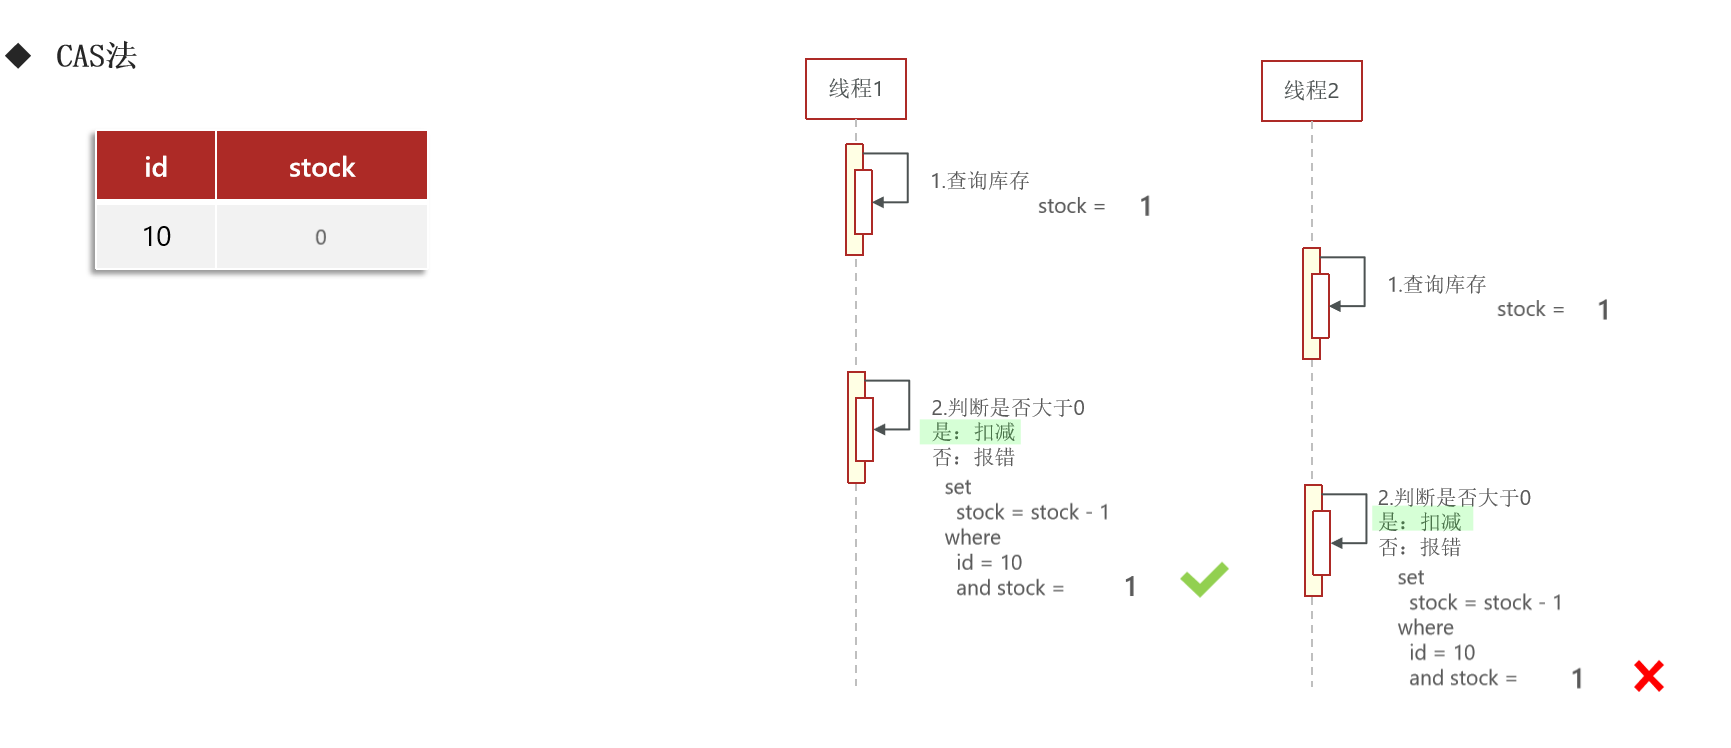 CAS法
id stock
10 0
线程1
1.查询库存
stock = 1
2.判断是否大于0
是：扣减
否：报错
set
stock = stock - 1
where
id = 10
and stock = 1
线程2
1.查询库存
stock = 1
2.判断是否大于0
是：扣减
否：报错
set
stock = stock - 1
where
id = 10
and stock = 1